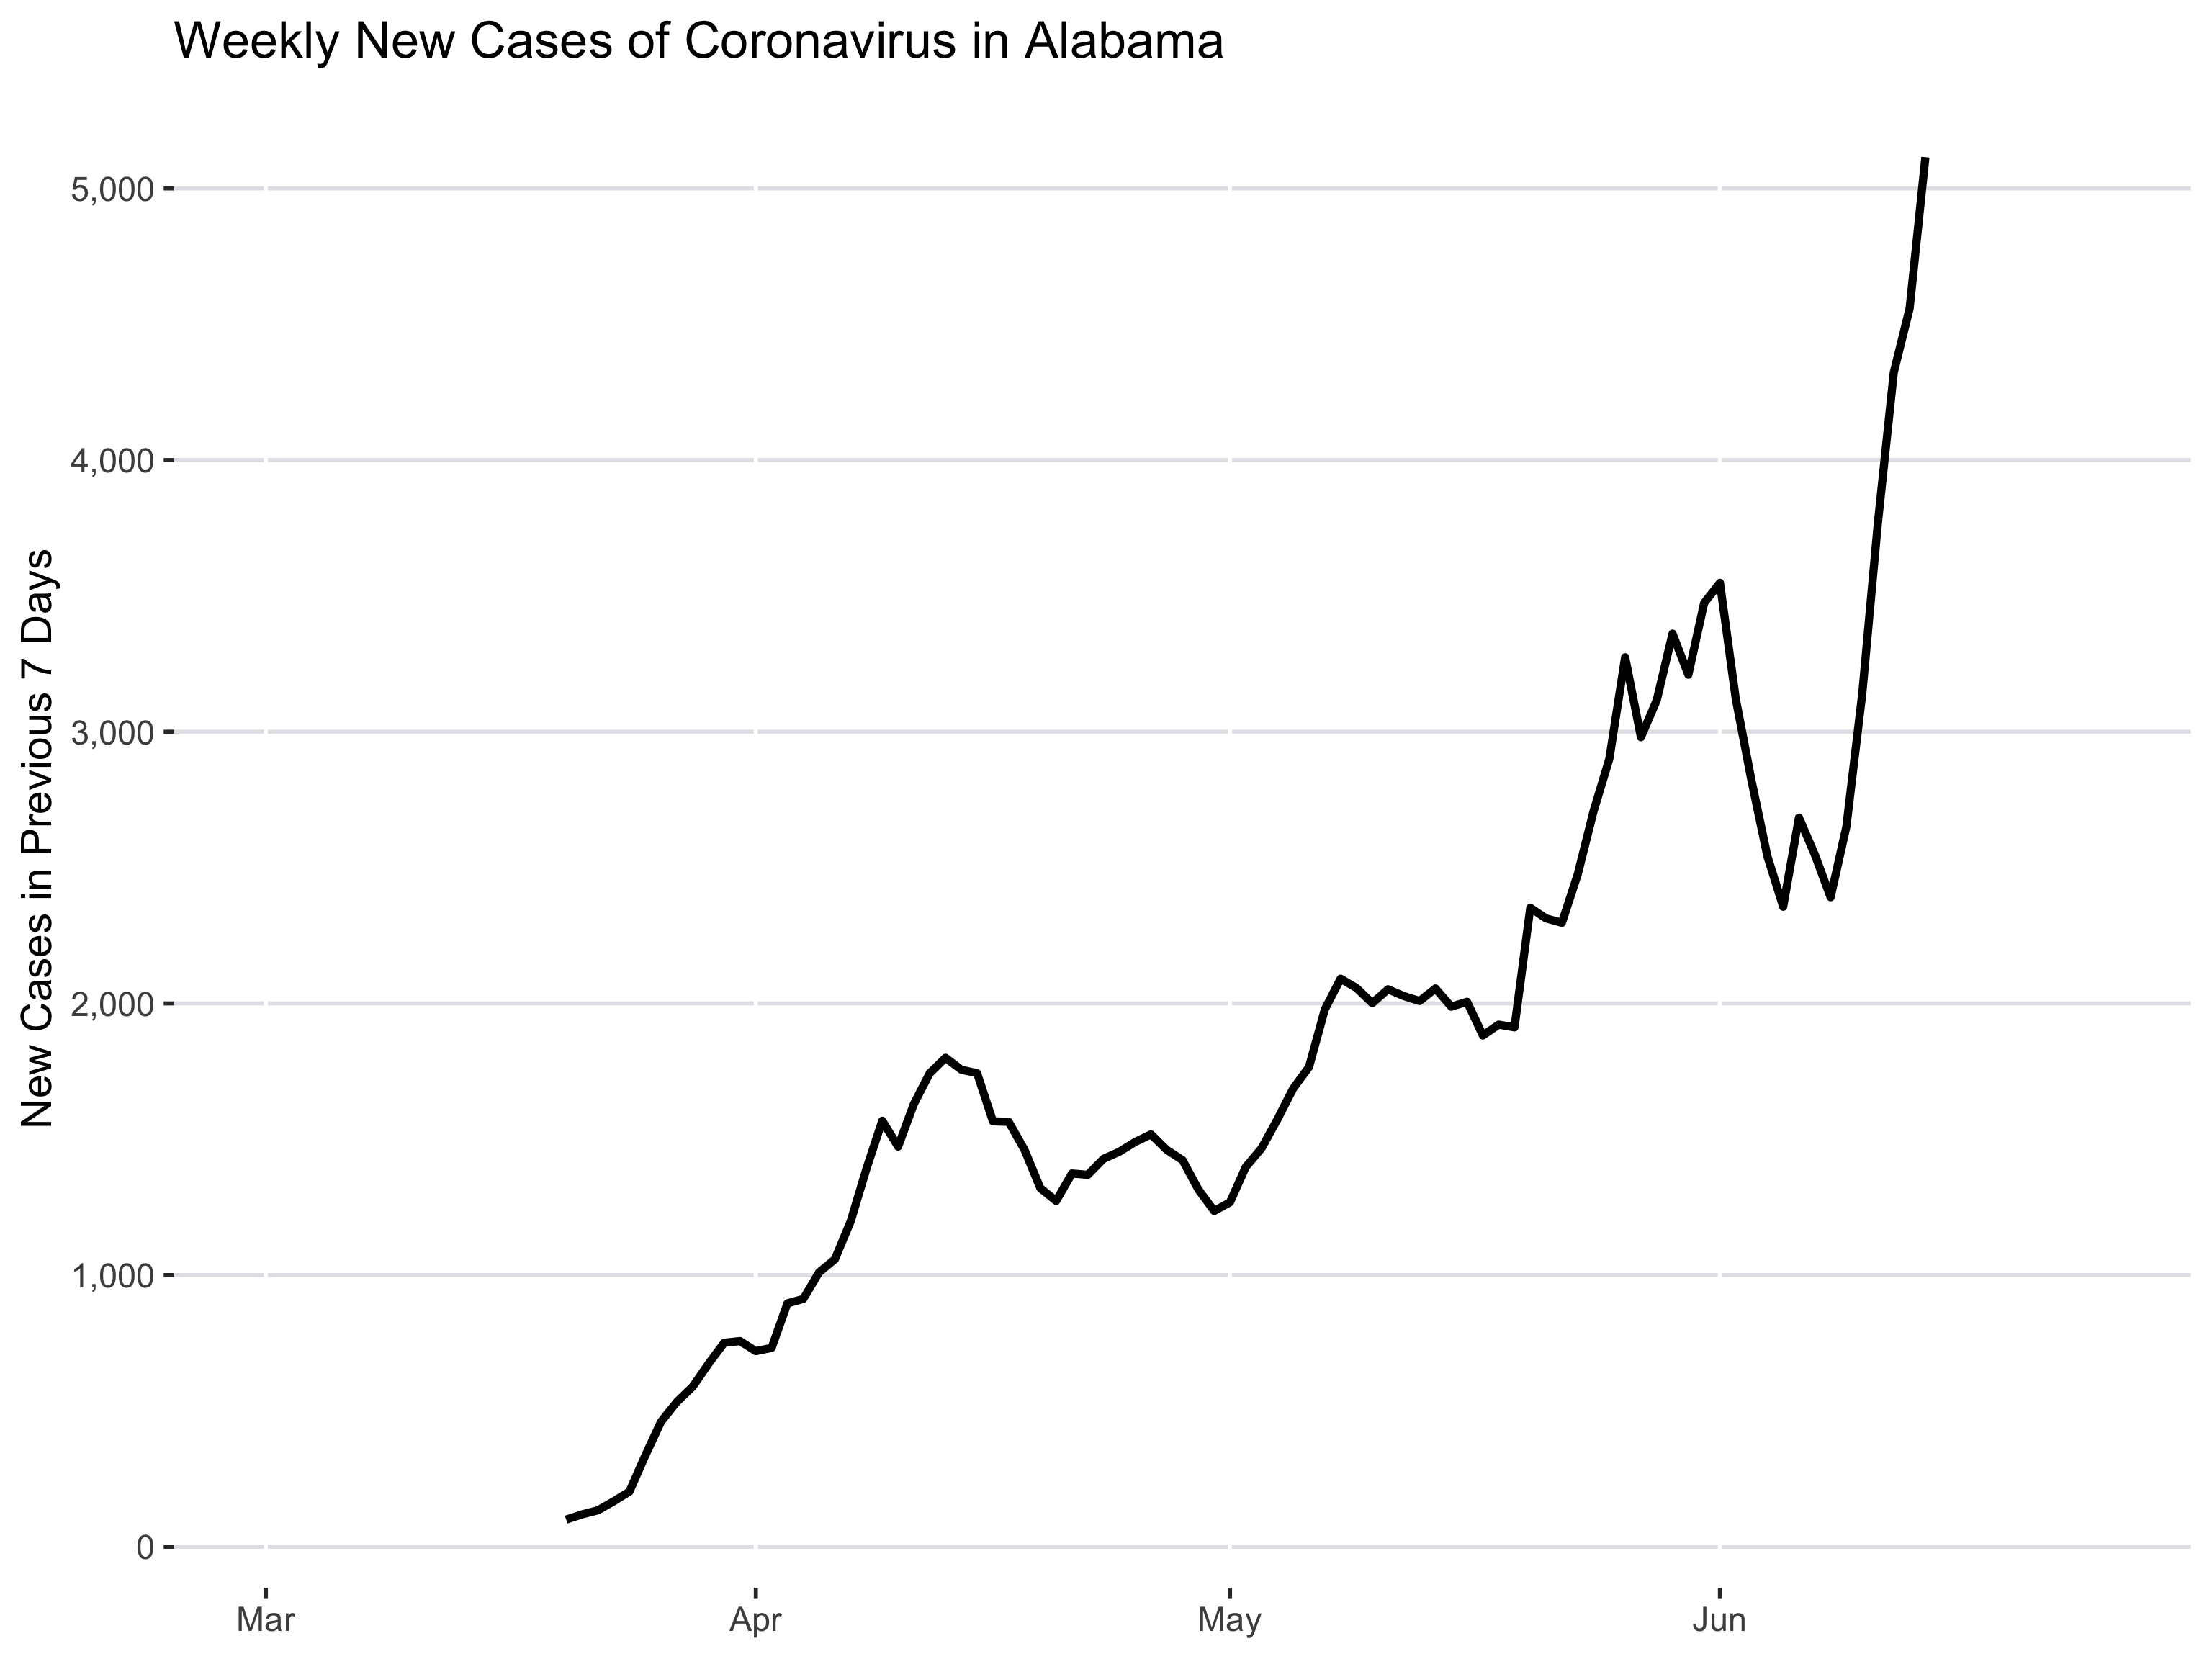 Weekly New Cases of Coronavirus in Alabama
New Cases in Previous 7 Days
5,000
4,000
3,000
2,000
1,000
0
Mar Apr May Jun